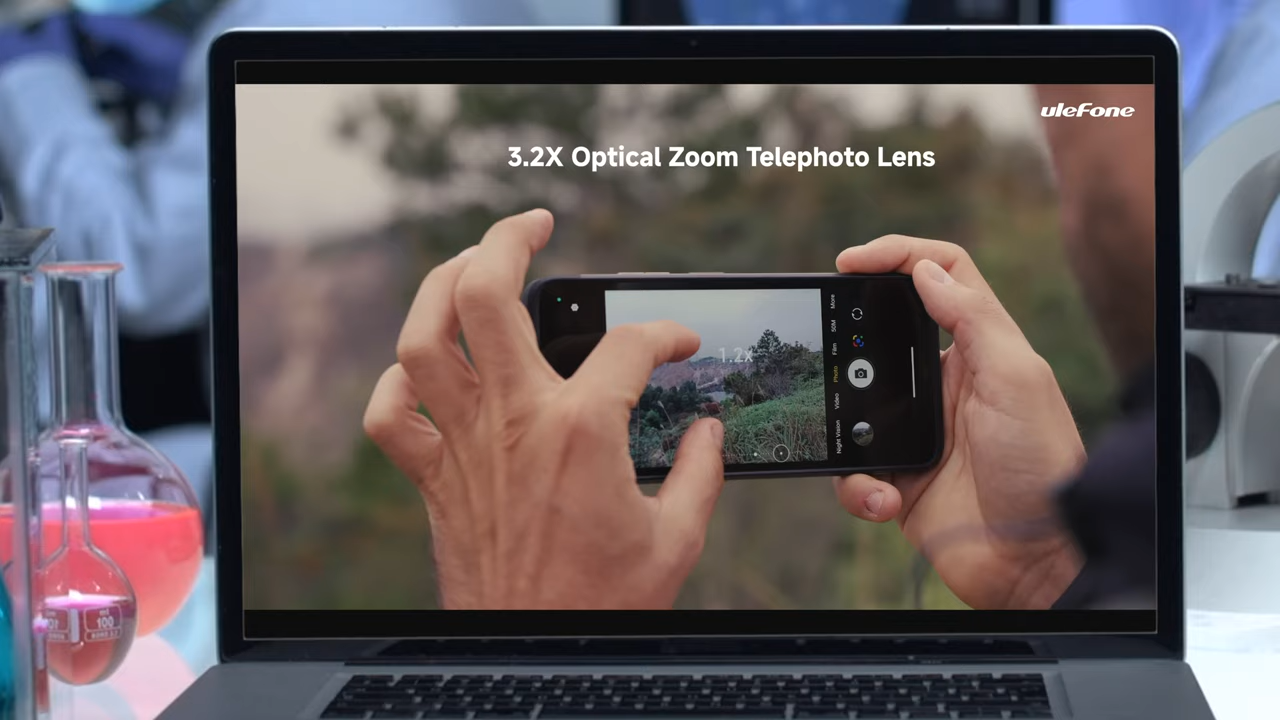 uleFone
3.2X Optical Zoom Telephoto Lens
1.2x
More
50M
Film
Photo
Video
Night Vision
100